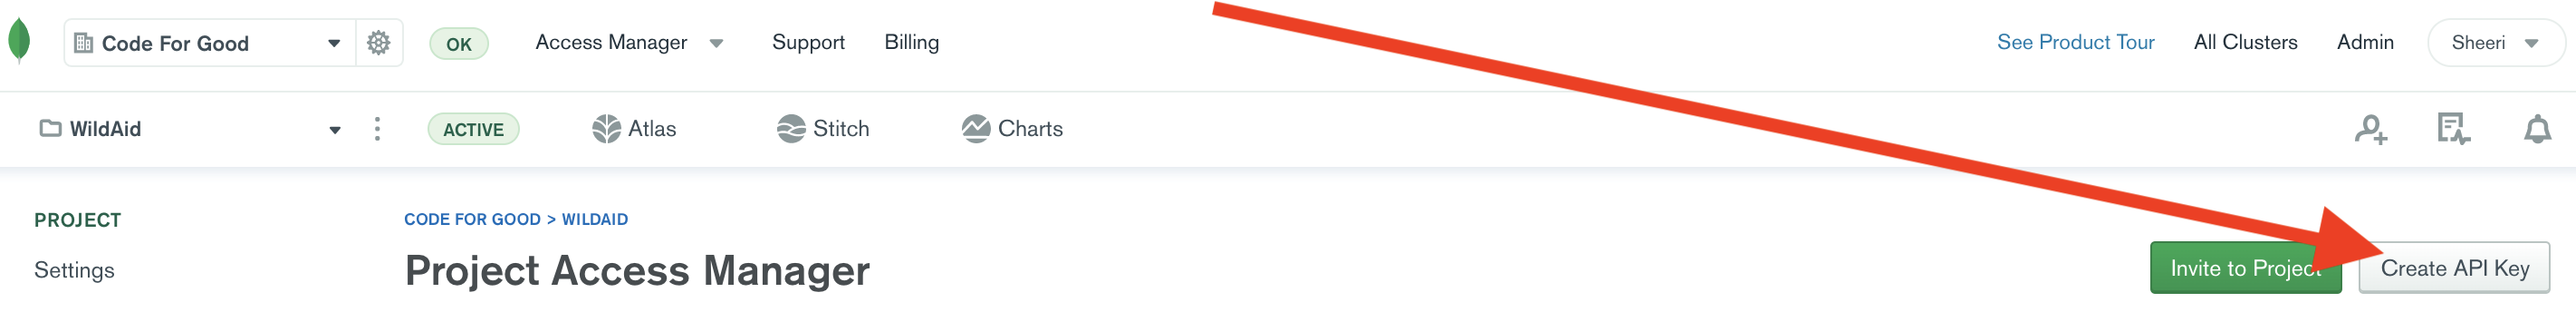 Code For Good OK Access Manager Support Billing See Product Tour All Clusters Admin Sheeri
WildAid ACTIVE Atlas Stitch Charts
PROJECT
CODE FOR GOOD > WILDAID
Settings
Project Access Manager
Invite to Project
Create API Key